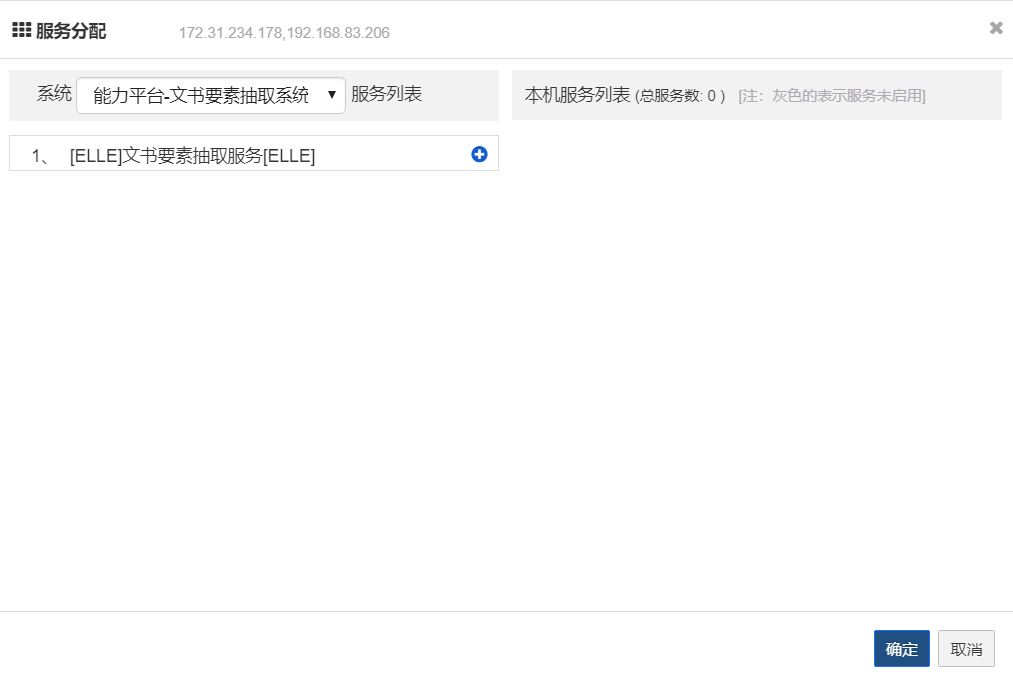 服务分配 172.31.234.178,192.168.83.206
系统 能力平台-文书要素抽取系统 服务列表
本机服务列表 (总服务数: 0 ) [注：灰色的表示服务未启用]
1、 [ELLE]文书要素抽取服务[ELLE]
确定 取消